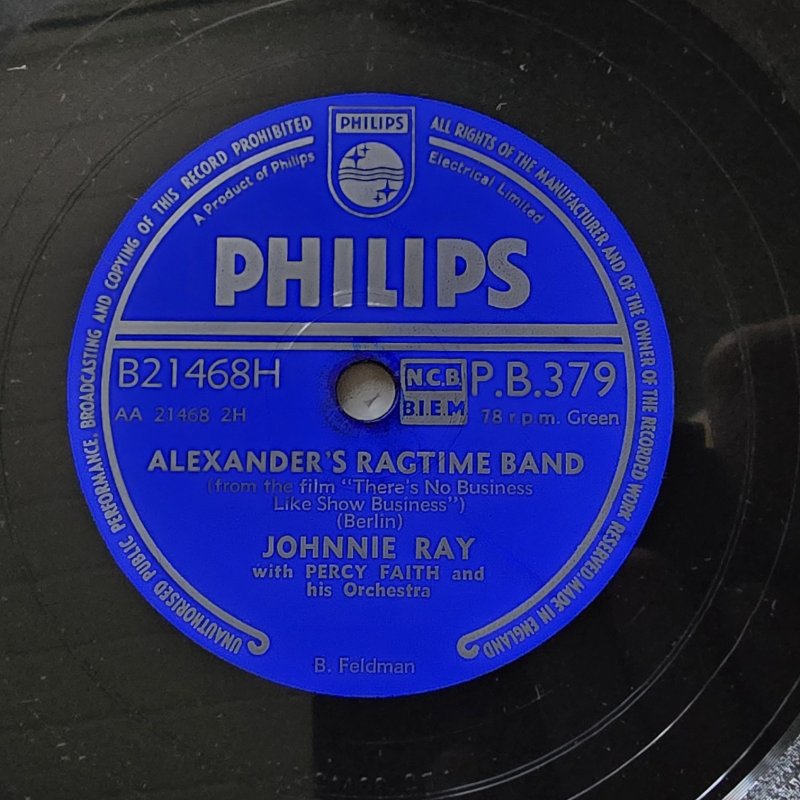 UNAUTHORISED PUBLIC PERFORMANCE, BROADCASTING AND COPYING OF THIS RECORD PROHIBITED
ALL RIGHTS OF THE MANUFACTURER AND OF THE OWNER OF THE RECORDED WORK RESERVED. MADE IN ENGLAND
PHILIPS
A Product of Philips Electrical Limited
PHILIPS
B21468H N.C.B. P.B.379
AA 21468 2H B.I.E.M. 78 r.p.m. Green
ALEXANDER'S RAGTIME BAND
(from the film "There's No Business
Like Show Business")
(Berlin)
JOHNNIE RAY
with PERCY FAITH and
his Orchestra
B. Feldman